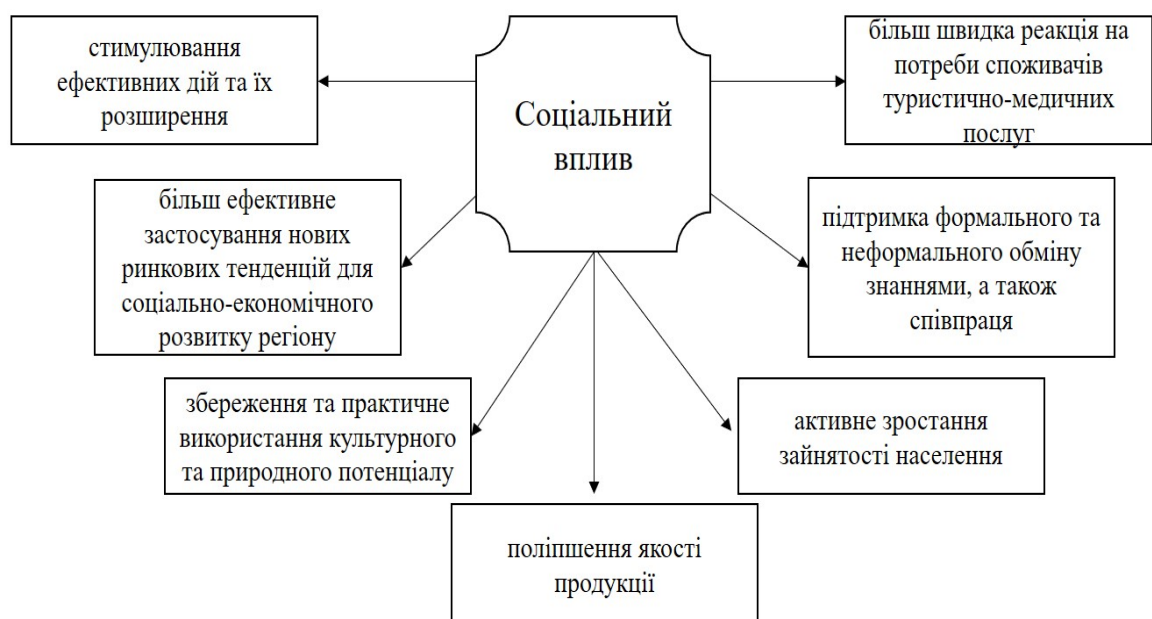 стимулювання
ефективних дій та їх
розширення
Соціальний
вплив
більш швидка реакція на
потреби споживачів
туристично-медичних
послуг
більш ефективне
застосування нових
ринкових тенденцій для
соціально-економічного
розвитку регіону
підтримка формального та
неформального обміну
знаннями, а також
співпраця
збереження та практичне
використання культурного
та природного потенціалу
активне зростання
зайнятості населення
поліпшення якості
продукції